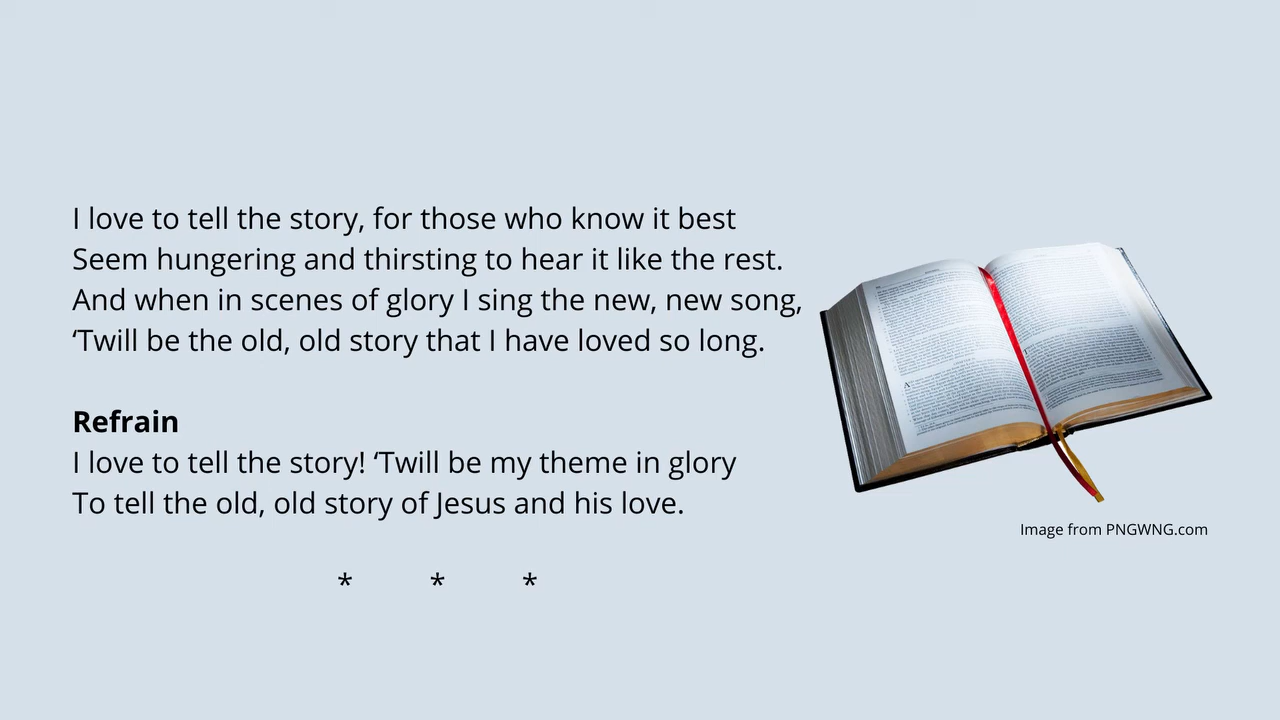 I love to tell the story, for those who know it best
Seem hungering and thirsting to hear it like the rest.
And when in scenes of glory I sing the new, new song,
‘Twill be the old, old story that I have loved so long.
Refrain
I love to tell the story! ‘Twill be my theme in glory
To tell the old, old story of Jesus and his love.
* * *
Image from PNGWNG.com